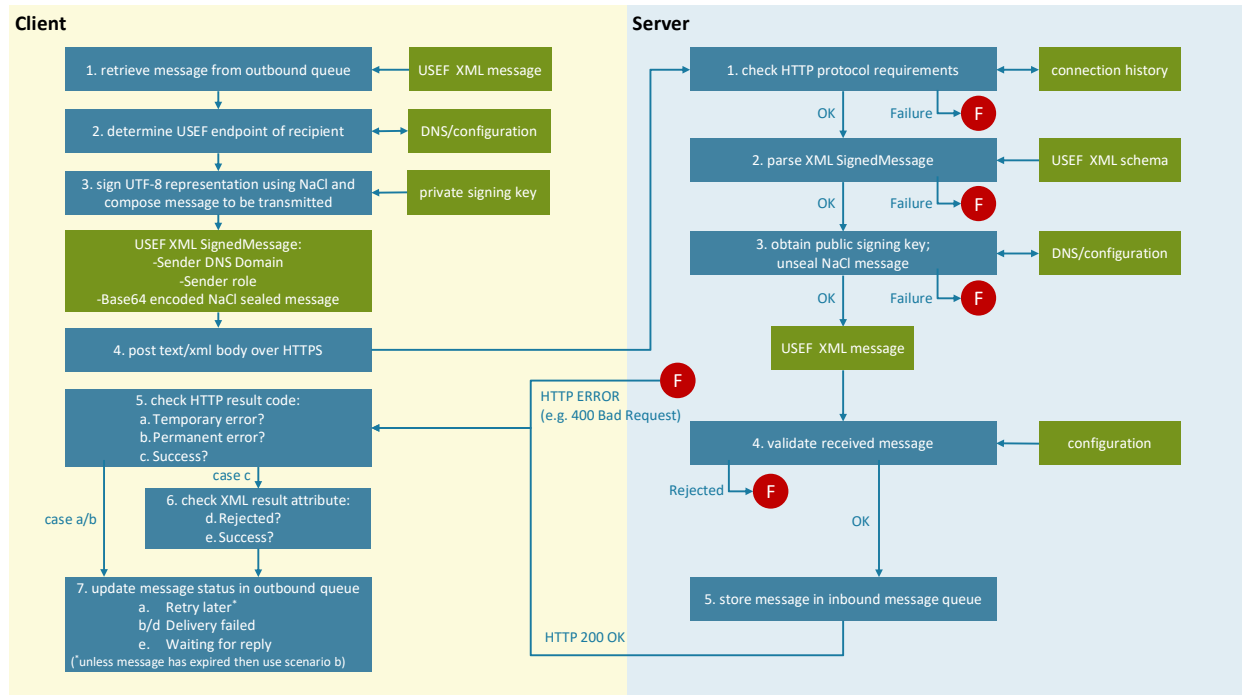 Client
1. retrieve message from outbound queue
USEF XML message
2. determine USEF endpoint of recipient
DNS/configuration
3. sign UTF-8 representation using NaCl and
compose message to be transmitted
private signing key
USEF XML SignedMessage:
-Sender DNS Domain
-Sender role
-Base64 encoded NaCl sealed message
4. post text/xml body over HTTPS
5. check HTTP result code:
a. Temporary error?
b. Permanent error?
c. Success?
case c
6. check XML result attribute:
d. Rejected?
e. Success?
case a/b
7. update message status in outbound queue
a. Retry later*
b/d Delivery failed
e. Waiting for reply
(*unless message has expired then use scenario b)
HTTP ERROR
(e.g. 400 Bad Request)
F
HTTP 200 OK
Server
1. check HTTP protocol requirements
connection history
OK
Failure
F
2. parse XML SignedMessage
USEF XML schema
OK
Failure
F
3. obtain public signing key;
unseal NaCl message
DNS/configuration
OK
Failure
F
USEF XML message
4. validate received message
configuration
Rejected
F
OK
5. store message in inbound message queue